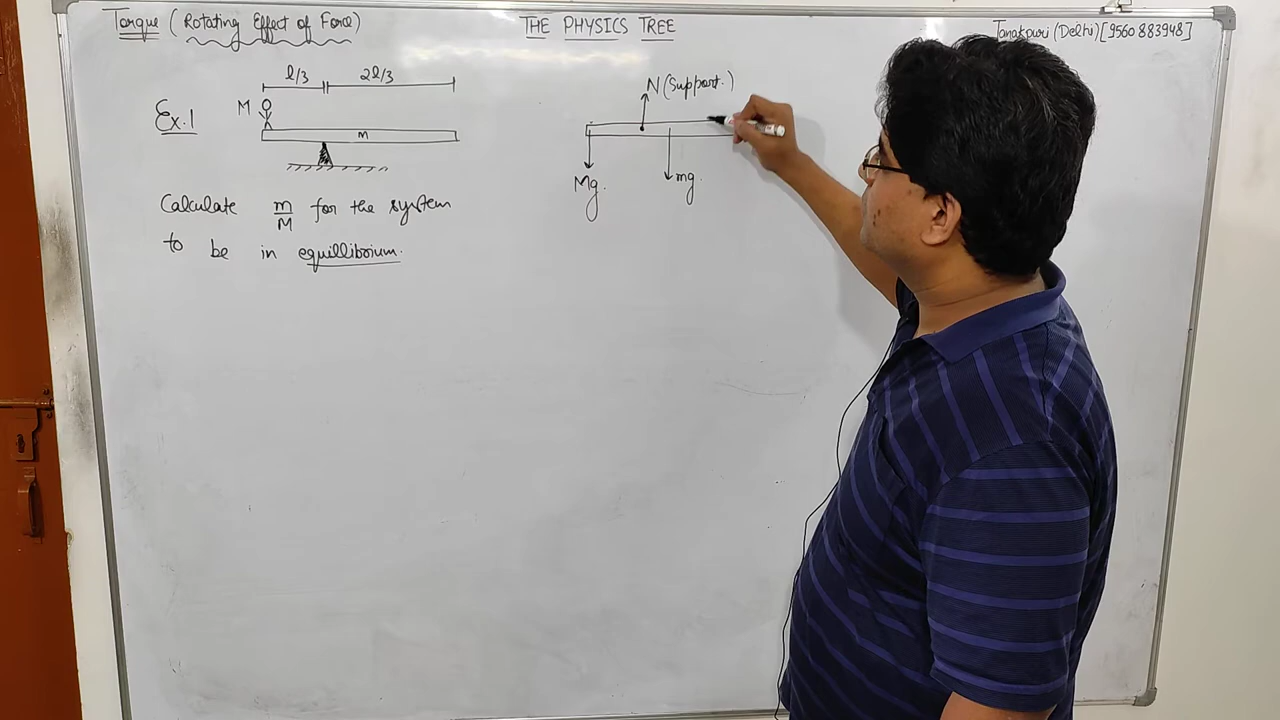 Torque (Rotating Effect of Force)
THE PHYSICS TREE
Janakpuri (Delhi) [9560 883948]
l/3 2l/3
Ex.1
M
m
Calculate m/M for the system
to be in equillibrium.
N (Support.)
Mg.
mg.